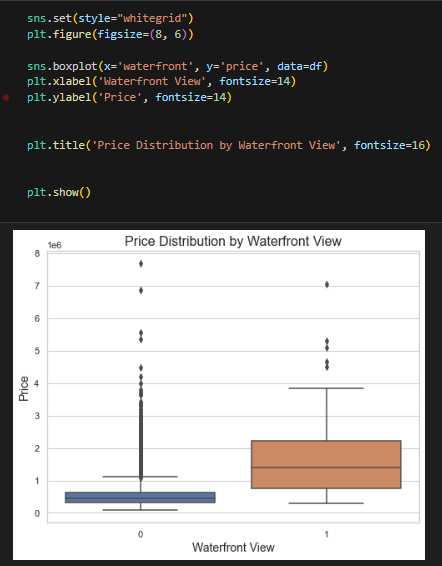 sns.set(style="whitegrid")
plt.figure(figsize=(8, 6))
sns.boxplot(x='waterfront', y='price', data=df)
plt.xlabel('Waterfront View', fontsize=14)
plt.ylabel('Price', fontsize=14)
plt.title('Price Distribution by Waterfront View', fontsize=16)
plt.show()
Price Distribution by Waterfront View
1e6
8
7
6
5
4
3
2
1
0
Price
0 1
Waterfront View